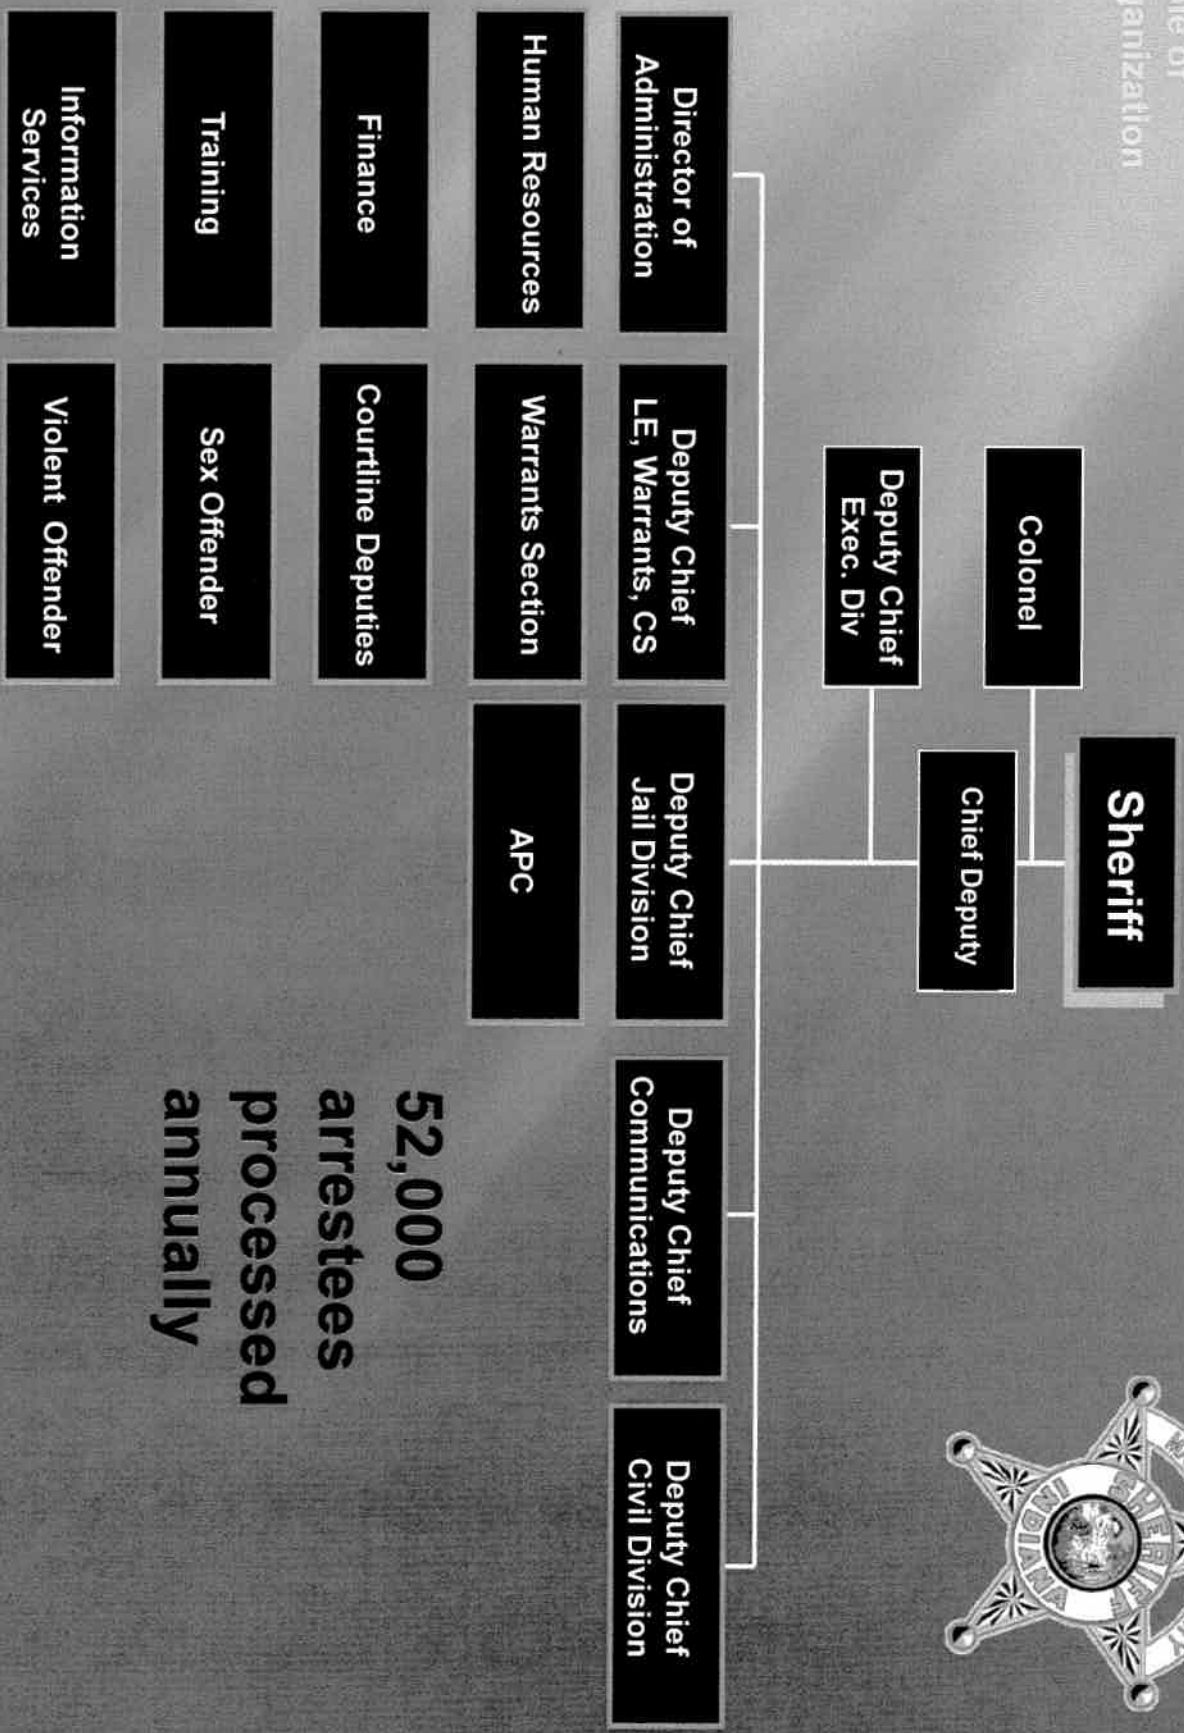 Sheriff
Colonel
Chief Deputy
Deputy Chief
Exec. Div
Director of
Administration
Deputy Chief
LE, Warrants, CS
Deputy Chief
Jail Division
Deputy Chief
Communications
Deputy Chief
Civil Division
Human Resources
Warrants Section
APC
Finance
Courtline Deputies
Training
Sex Offender
Information
Services
Violent Offender
52,000
arrestees
processed
annually
SHERIFF
INDIANA